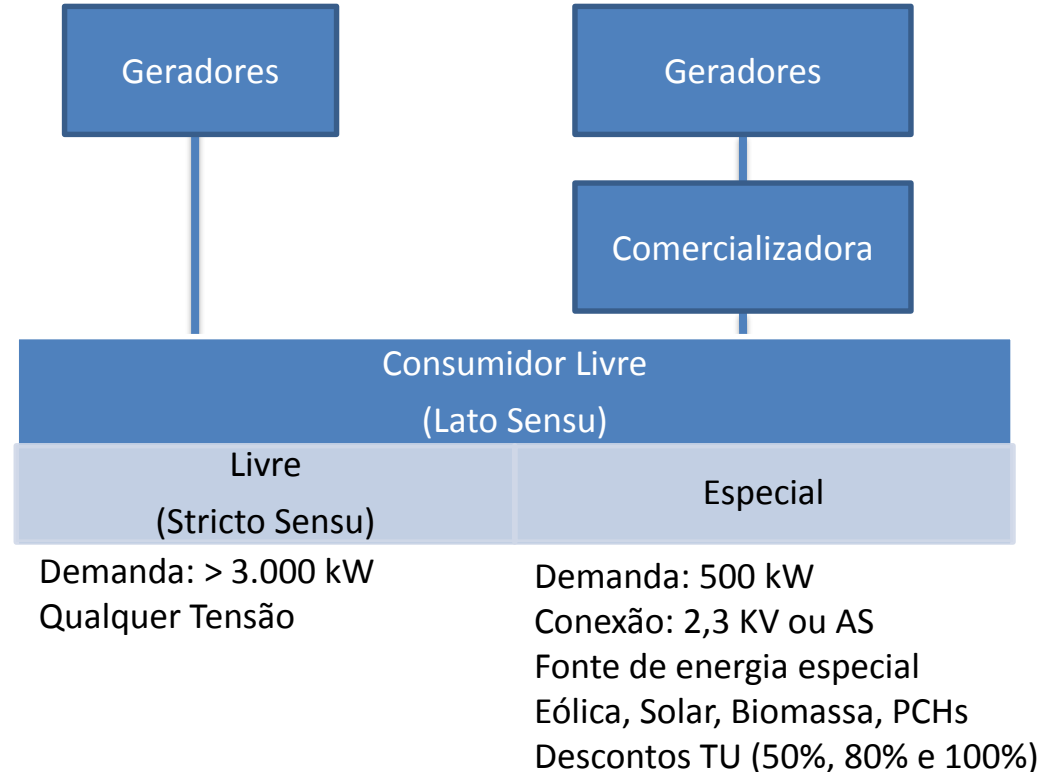 Geradores
Geradores
Comercializadora
Consumidor Livre
(Lato Sensu)
Livre
(Stricto Sensu)
Especial
Demanda: > 3.000 kW
Qualquer Tensão
Demanda: 500 kW
Conexão: 2,3 KV ou AS
Fonte de energia especial
Eólica, Solar, Biomassa, PCHs
Descontos TU (50%, 80% e 100%)